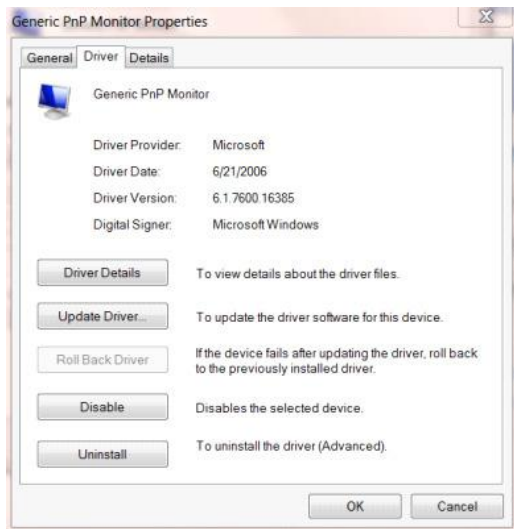 Generic PnP Monitor Properties
General Driver Details
Generic PnP Monitor
Driver Provider: Microsoft
Driver Date: 6/21/2006
Driver Version: 6.1.7600.16385
Digital Signer: Microsoft Windows
Driver Details To view details about the driver files.
Update Driver... To update the driver software for this device.
Roll Back Driver If the device fails after updating the driver, roll back
to the previously installed driver.
Disable Disables the selected device.
Uninstall To uninstall the driver (Advanced).
OK Cancel